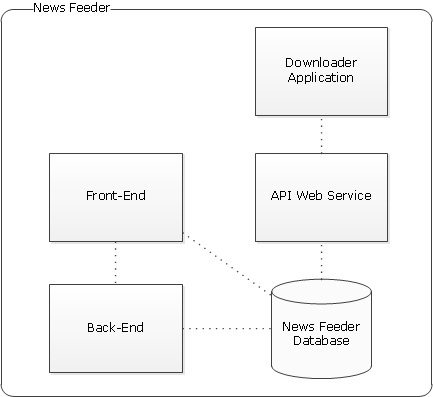 News Feeder
Downloader
Application
Front-End
API Web Service
Back-End
News Feeder
Database